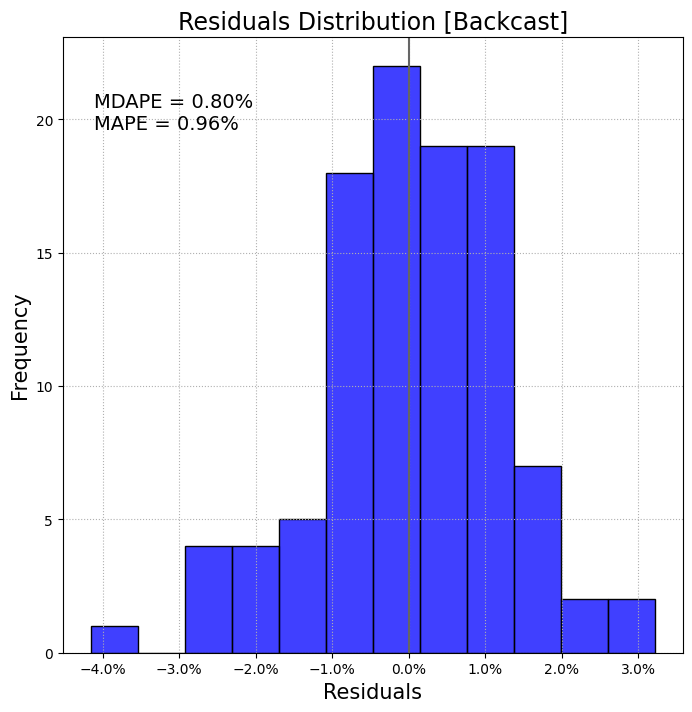 Residuals Distribution [Backcast]
MDAPE = 0.80%
MAPE = 0.96%
Frequency
20
15
10
5
0
−4.0% −3.0% −2.0% −1.0% 0.0% 1.0% 2.0% 3.0%
Residuals